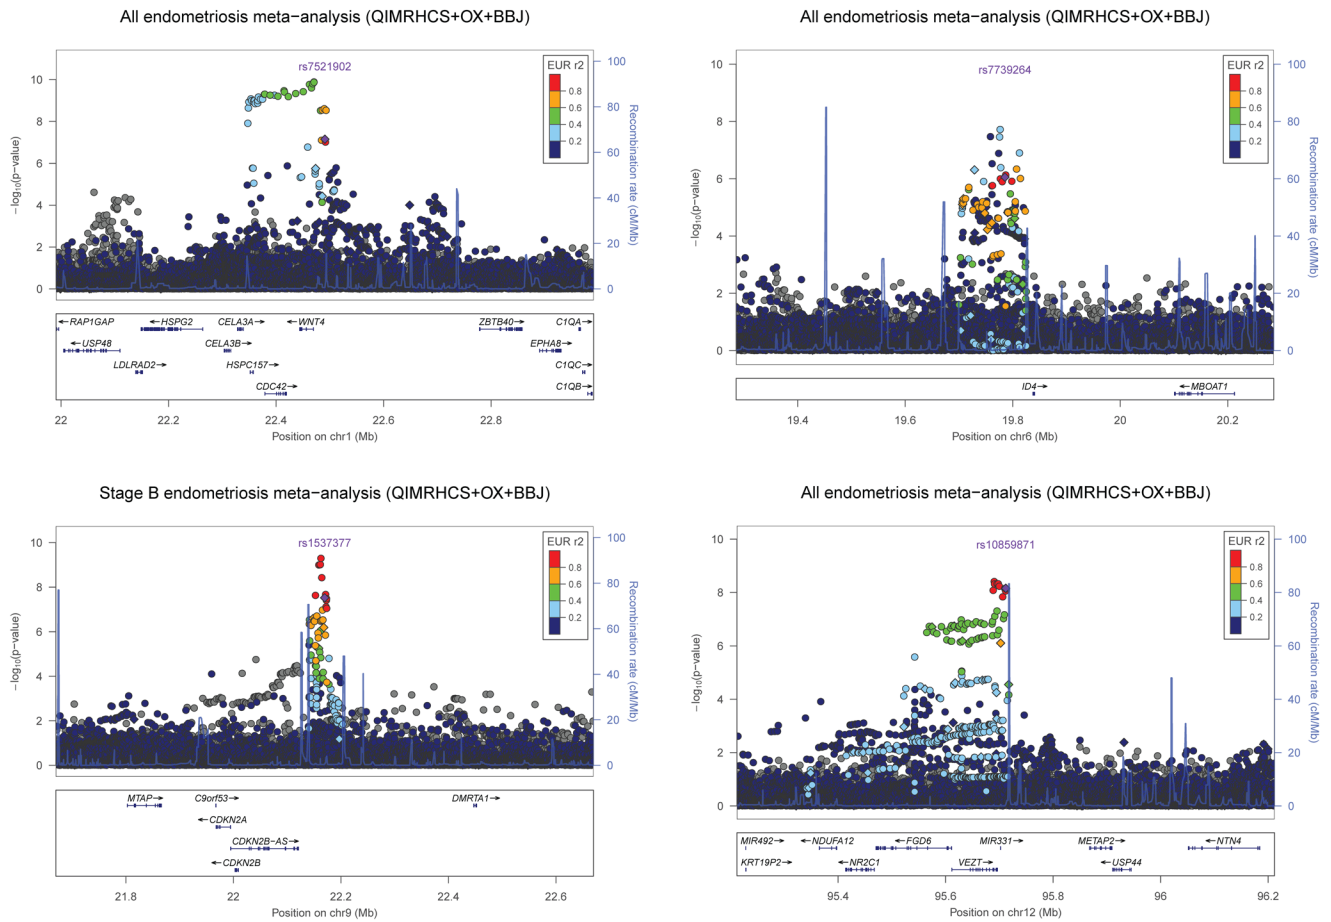 All endometriosis meta−analysis (QIMRHCS+OX+BBJ)
rs7521902
EUR r2
0.8
0.6
0.4
0.2
10
8
6
4
2
0
−log10(p−value)
100
80
60
40
20
0
Recombination rate (cM/Mb)
←RAP1GAP
←HSPG2
CELA3A→
←WNT4
ZBTB40→
C1QA→
←USP48
CELA3B→
EPHA8→
LDLRAD2→
HSPC157→
C1QC→
CDC42→
C1QB→
22
22.2
22.4
22.6
22.8
Position on chr1 (Mb)
All endometriosis meta−analysis (QIMRHCS+OX+BBJ)
rs7739264
EUR r2
0.8
0.6
0.4
0.2
10
8
6
4
2
0
−log10(p−value)
100
80
60
40
20
0
Recombination rate (cM/Mb)
ID4→
←MBOAT1
19.4
19.6
19.8
20
20.2
Position on chr6 (Mb)
Stage B endometriosis meta−analysis (QIMRHCS+OX+BBJ)
rs1537377
EUR r2
0.8
0.6
0.4
0.2
10
8
6
4
2
0
−log10(p−value)
100
80
60
40
20
0
Recombination rate (cM/Mb)
MTAP→
C9orf53→
DMRTA1→
←CDKN2A
CDKN2B−AS→
←CDKN2B
21.8
22
22.2
22.4
22.6
Position on chr9 (Mb)
All endometriosis meta−analysis (QIMRHCS+OX+BBJ)
rs10859871
EUR r2
0.8
0.6
0.4
0.2
10
8
6
4
2
0
−log10(p−value)
100
80
60
40
20
0
Recombination rate (cM/Mb)
MIR492→
←NDUFA12
←FGD6
MIR331→
METAP2→
←NTN4
KRT19P2→
←NR2C1
VEZT→
←USP44
95.4
95.6
95.8
96
96.2
Position on chr12 (Mb)